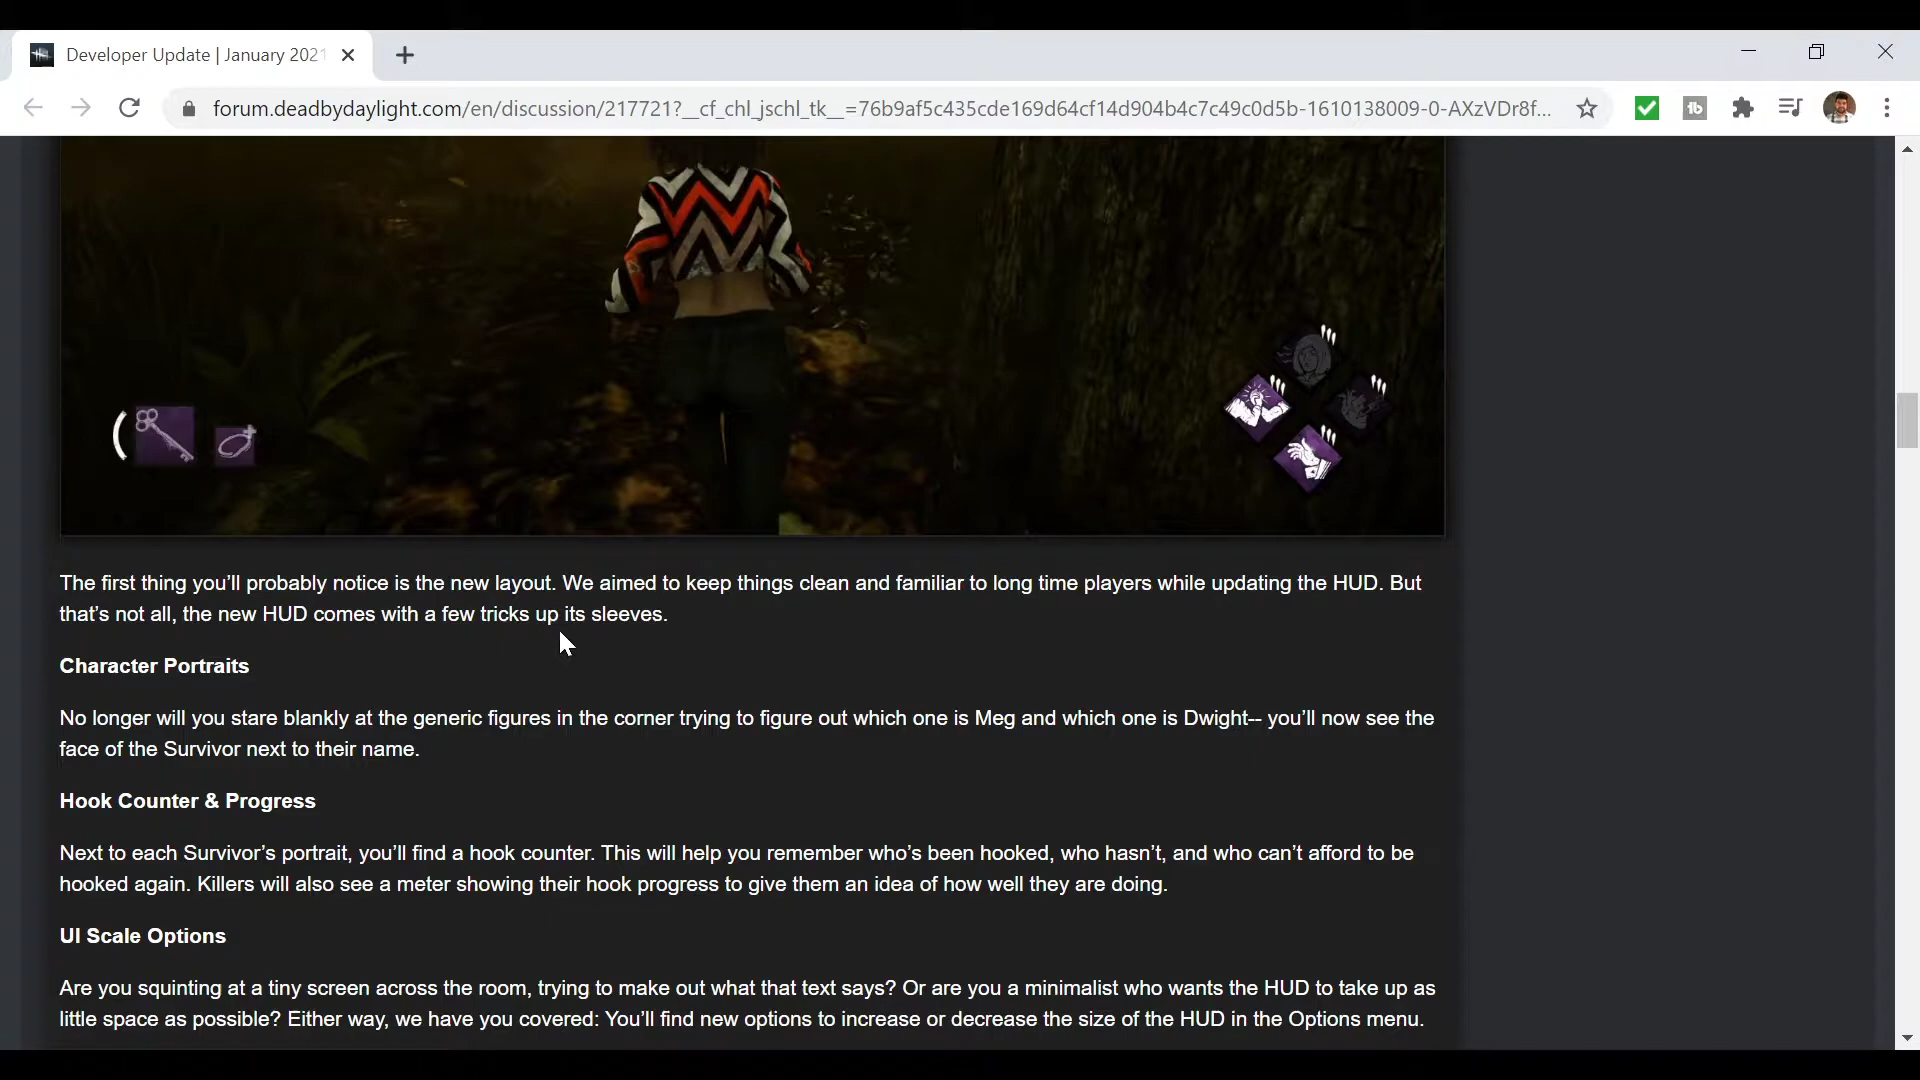 Developer Update | January 2021
forum.deadbydaylight.com/en/discussion/217721?__cf_chl_jschl_tk__=76b9af5c435cde169d64cf14d904b4c7c49c0d5b-1610138009-0-AXzVDr8f...
The first thing you’ll probably notice is the new layout. We aimed to keep things clean and familiar to long time players while updating the HUD. But
that’s not all, the new HUD comes with a few tricks up its sleeves.
Character Portraits
No longer will you stare blankly at the generic figures in the corner trying to figure out which one is Meg and which one is Dwight-- you’ll now see the
face of the Survivor next to their name.
Hook Counter & Progress
Next to each Survivor’s portrait, you’ll find a hook counter. This will help you remember who’s been hooked, who hasn’t, and who can’t afford to be
hooked again. Killers will also see a meter showing their hook progress to give them an idea of how well they are doing.
UI Scale Options
Are you squinting at a tiny screen across the room, trying to make out what that text says? Or are you a minimalist who wants the HUD to take up as
little space as possible? Either way, we have you covered: You’ll find new options to increase or decrease the size of the HUD in the Options menu.